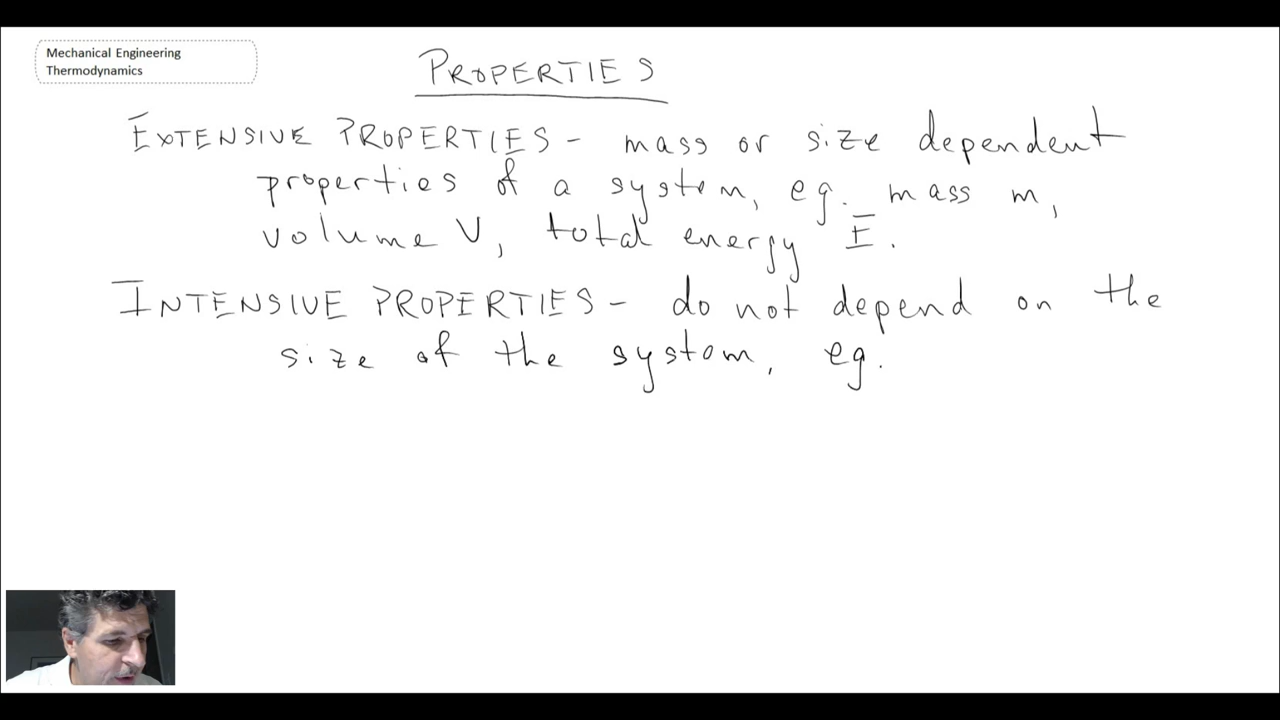 Mechanical Engineering
Thermodynamics
PROPERTIES
EXTENSIVE PROPERTIES - mass or size dependent
properties of a system, eg. mass m,
volume V, total energy E.
INTENSIVE PROPERTIES - do not depend on the
size of the system, eg.